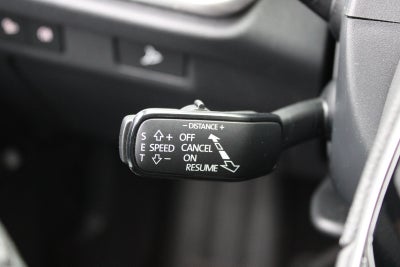 - DISTANCE +
S ⇧ + OFF
E SPEED CANCEL
T ⇩ - ON
RESUME